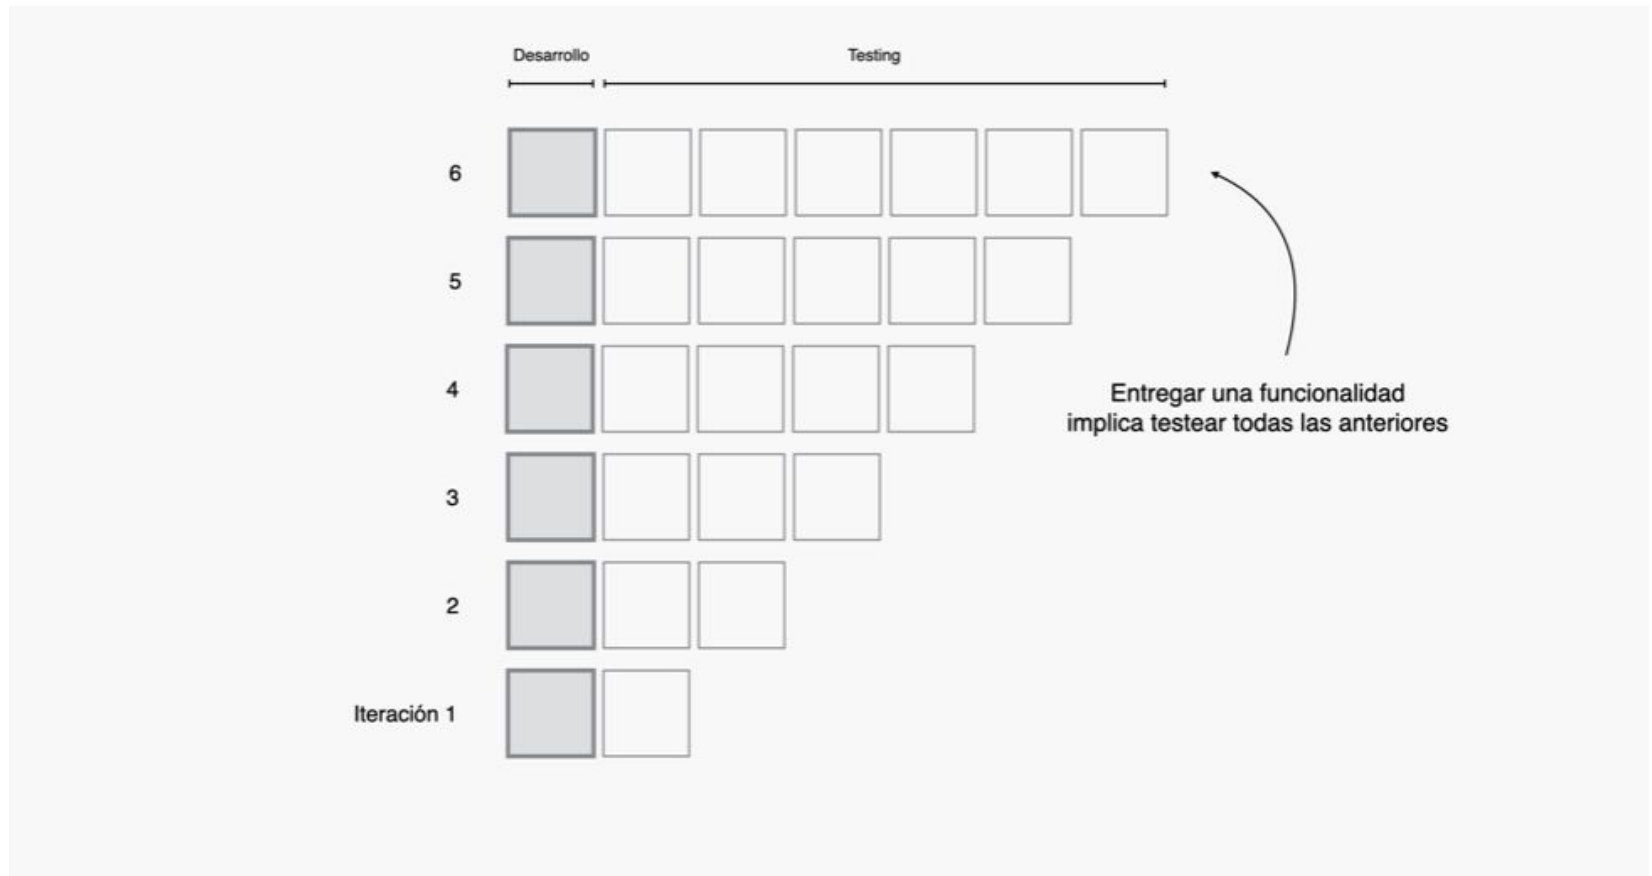 Desarrollo
Testing
6
5
4
Entregar una funcionalidad
implica testear todas las anteriores
3
2
Iteración 1